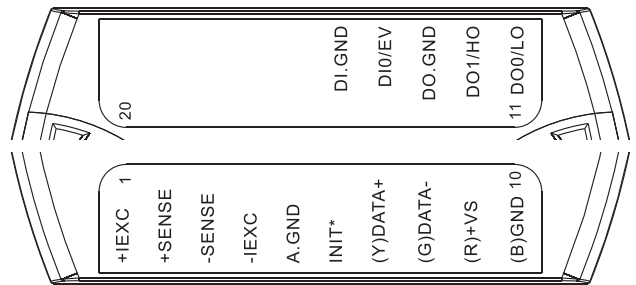 DI.GND
DI0/EV
DO.GND
DO1/HO
DO0/LO
20
11
1
10
+IEXC
+SENSE
-SENSE
-IEXC
A.GND
INIT*
(Y)DATA+
(G)DATA-
(R)+VS
(B)GND